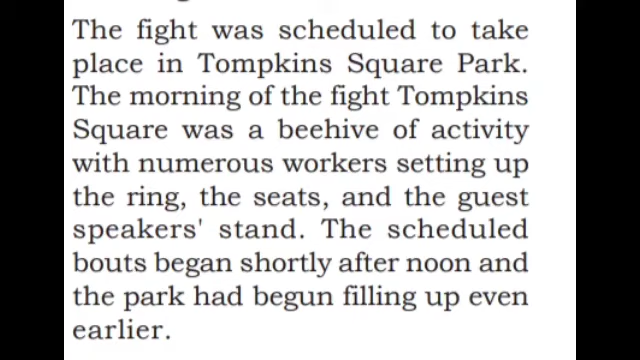 The fight was scheduled to take
place in Tompkins Square Park.
The morning of the fight Tompkins
Square was a beehive of activity
with numerous workers setting up
the ring, the seats, and the guest
speakers' stand. The scheduled
bouts began shortly after noon and
the park had begun filling up even
earlier.